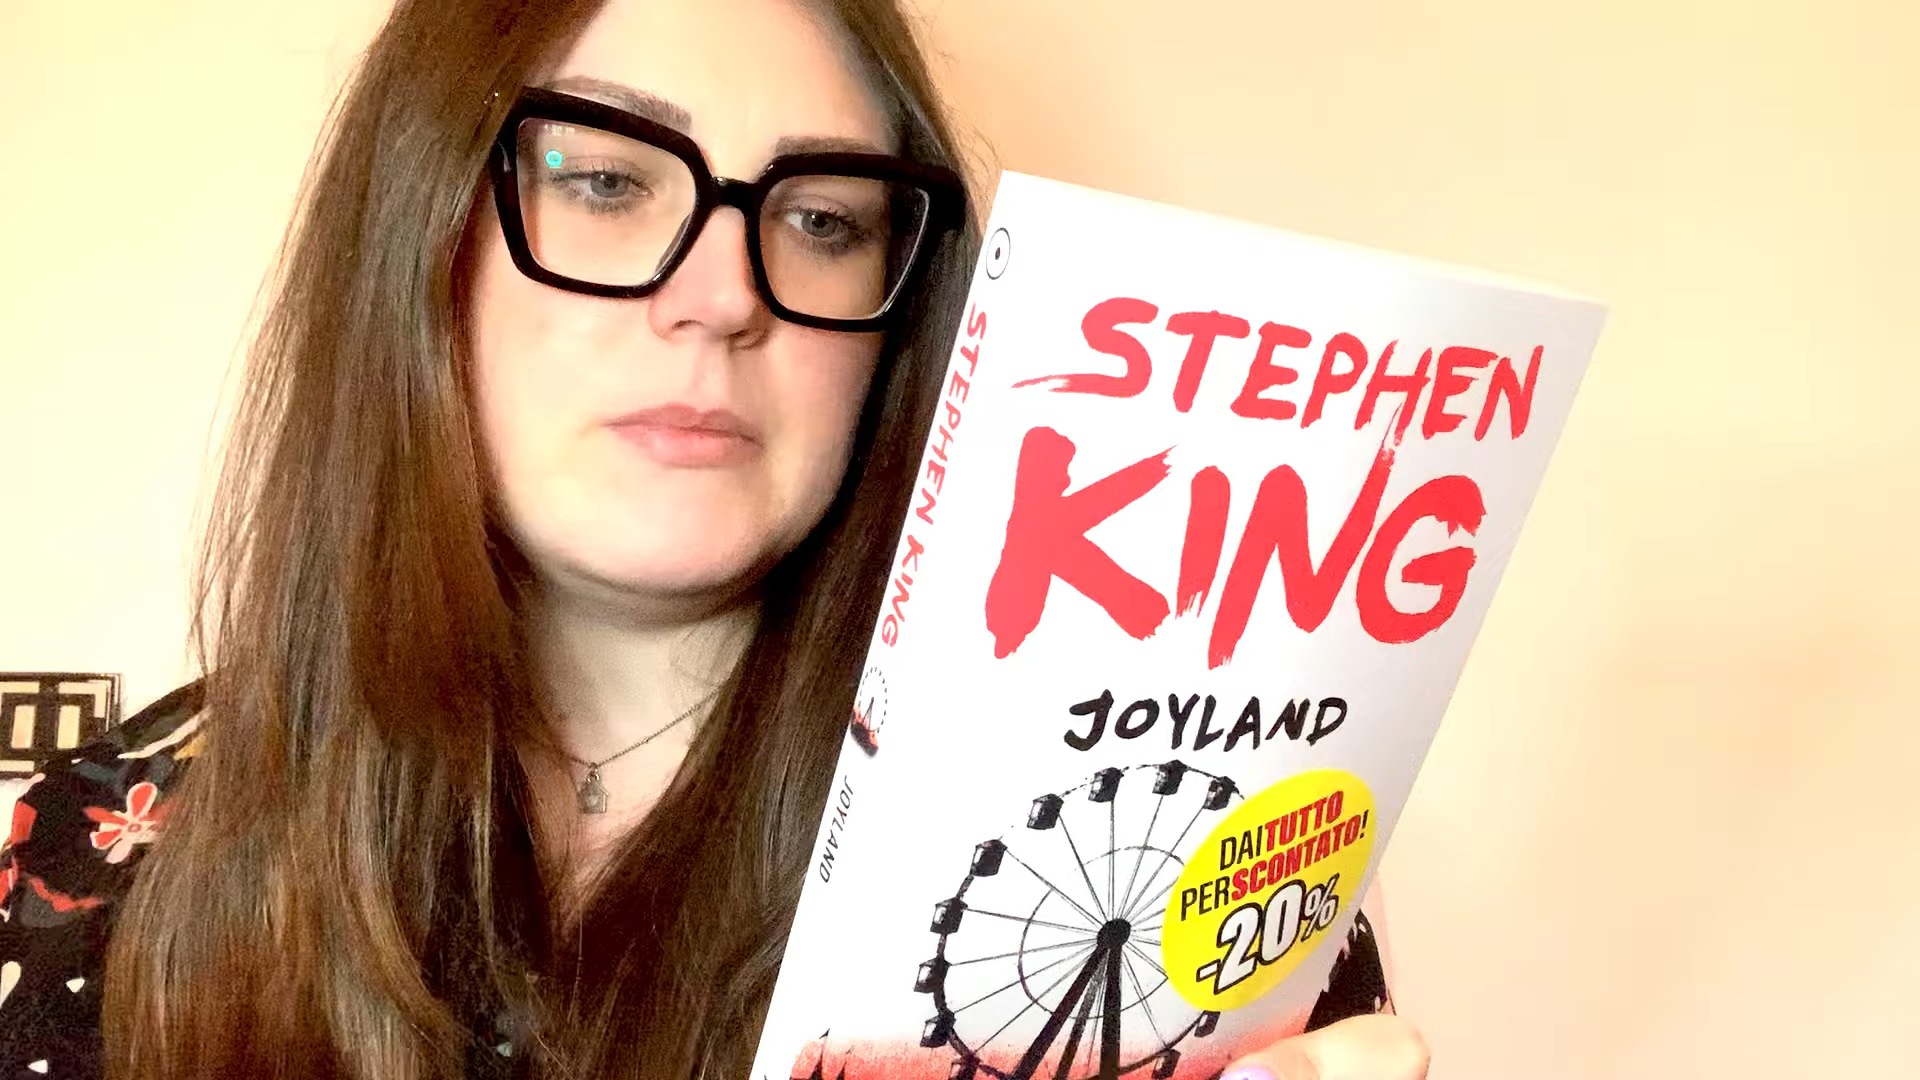 STEPHEN KING
JOYLAND
STEPHEN
KING
JOYLAND
DAI TUTTO
PER SCONTATO!
-20%